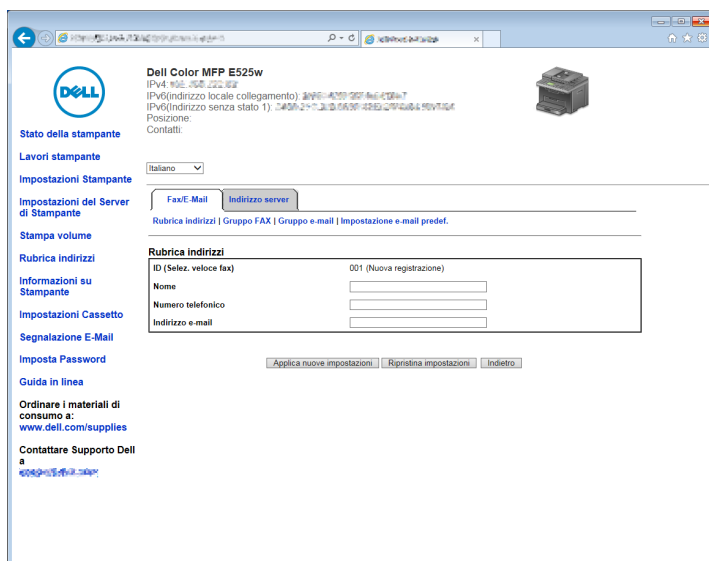 DELL
Dell Color MFP E525w
IPv4:
IPv6(indirizzo locale collegamento):
IPv6(Indirizzo senza stato 1):
Posizione:
Contatti:
Italiano
Stato della stampante
Lavori stampante
Impostazioni Stampante
Impostazioni del Server
di Stampante
Stampa volume
Rubrica indirizzi
Informazioni su
Stampante
Impostazioni Cassetto
Segnalazione E-Mail
Imposta Password
Guida in linea
Ordinare i materiali di
consumo a:
www.dell.com/supplies
Contattare Supporto Dell
a
Fax/E-Mail Indirizzo server
Rubrica indirizzi | Gruppo FAX | Gruppo e-mail | Impostazione e-mail predef.
Rubrica indirizzi
ID (Selez. veloce fax) 001 (Nuova registrazione)
Nome
Numero telefonico
Indirizzo e-mail
Applica nuove impostazioni Ripristina impostazioni Indietro